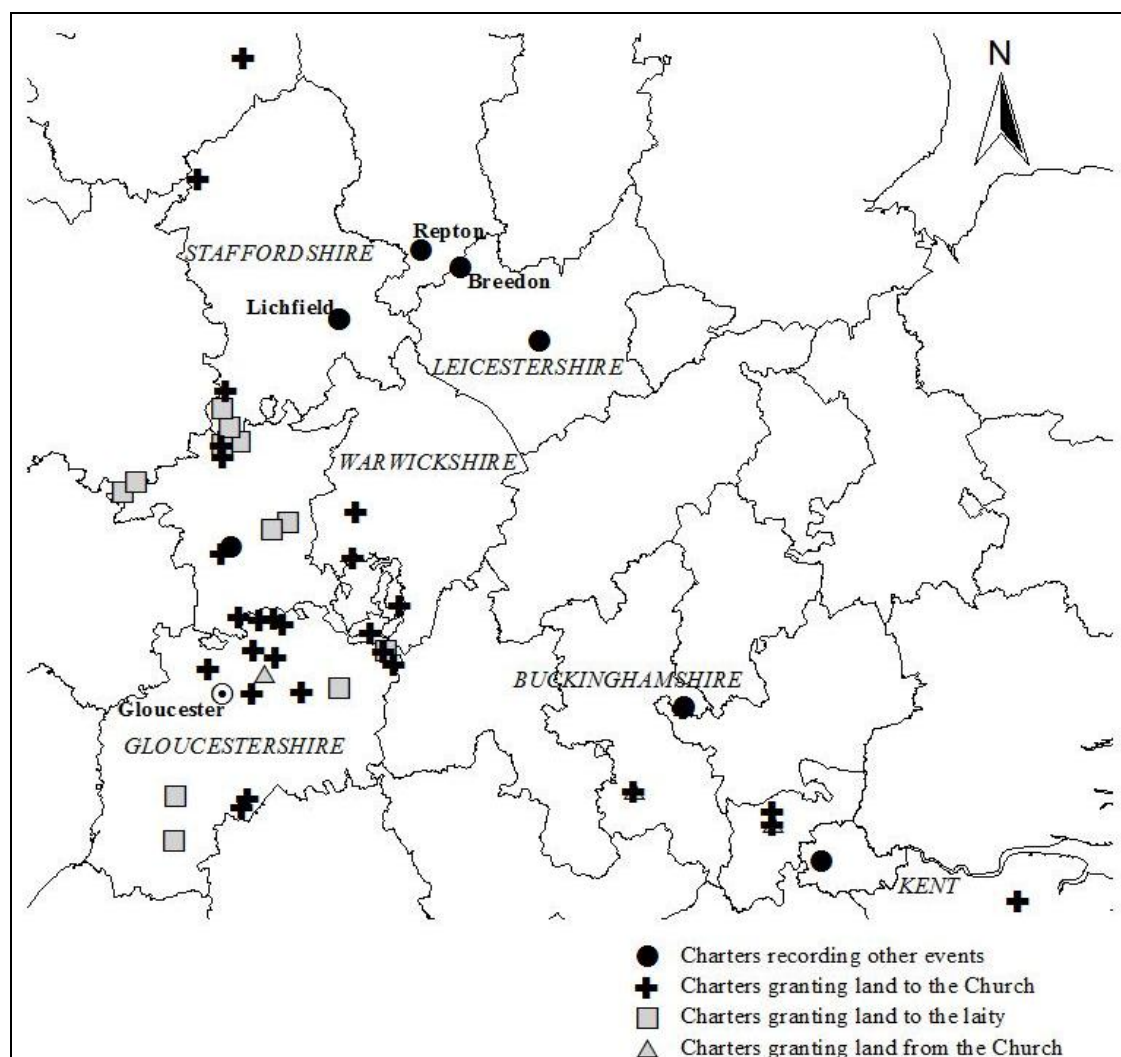 N
Repton
STAFFORDSHIRE
Breedon
Lichfield
LEICESTERSHIRE
WARWICKSHIRE
BUCKINGHAMSHIRE
Gloucester
GLOUCESTERSHIRE
KENT
Charters recording other events
Charters granting land to the Church
Charters granting land to the laity
Charters granting land from the Church